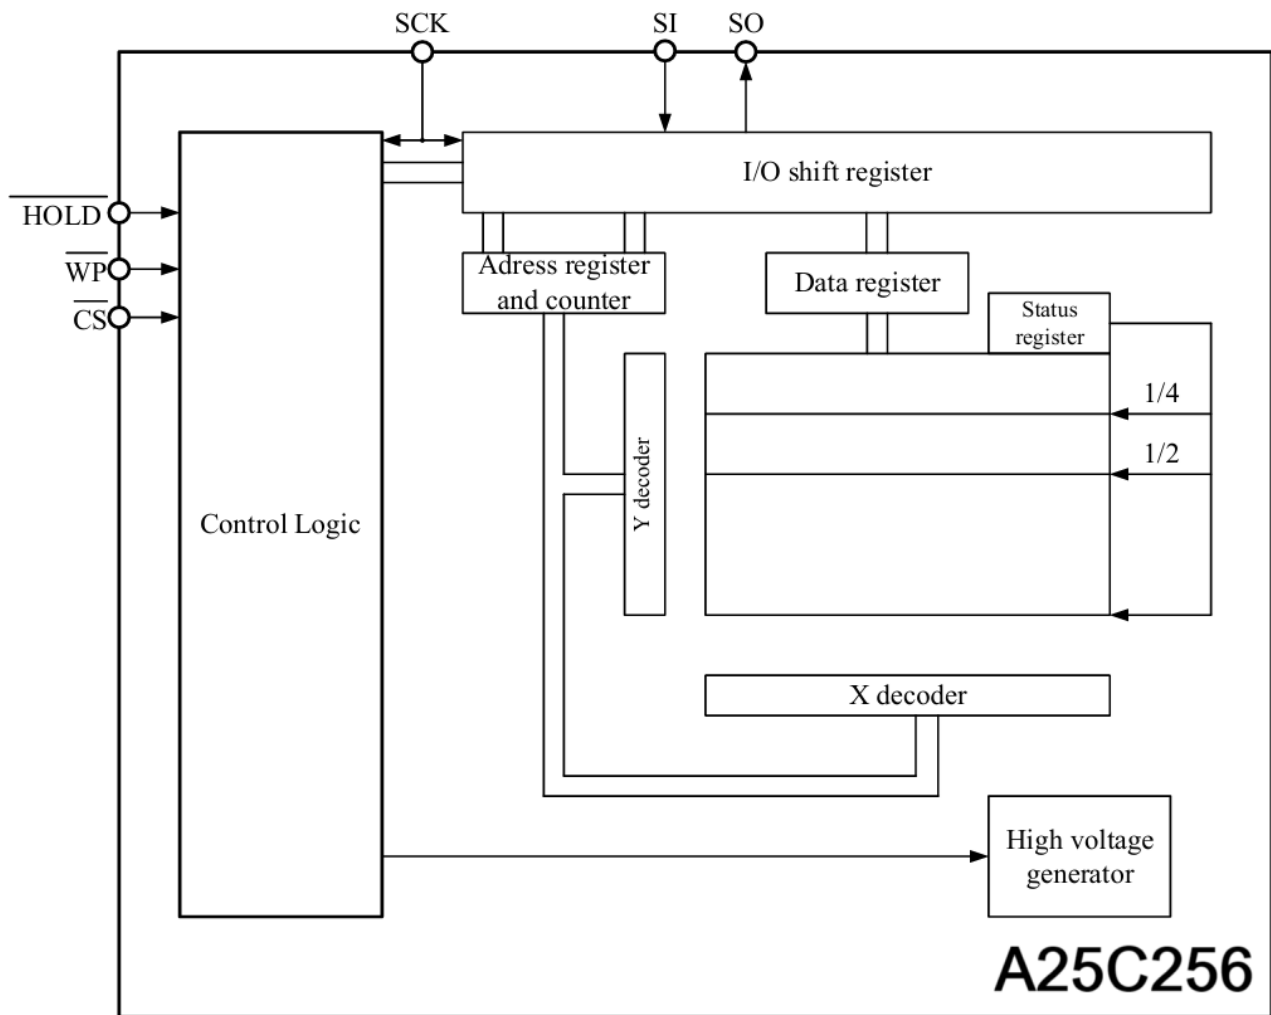 SCK
SI
SO
I/O shift register
HOLD
WP
CS
Adress register
and counter
Data register
Status
register
1/4
1/2
Y decoder
Control Logic
X decoder
High voltage
generator
A25C256